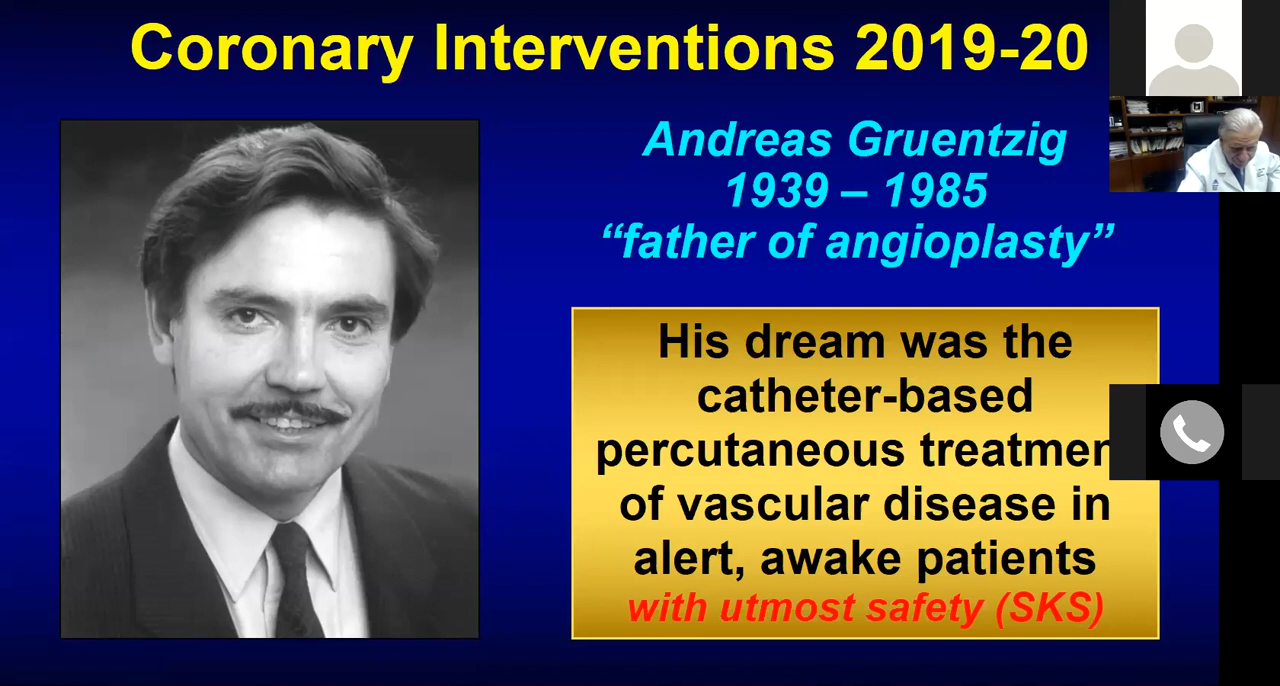 Coronary Interventions 2019-20
Andreas Gruentzig
1939 – 1985
“father of angioplasty”
His dream was the
catheter-based
percutaneous treatmen
of vascular disease in
alert, awake patients
with utmost safety (SKS)